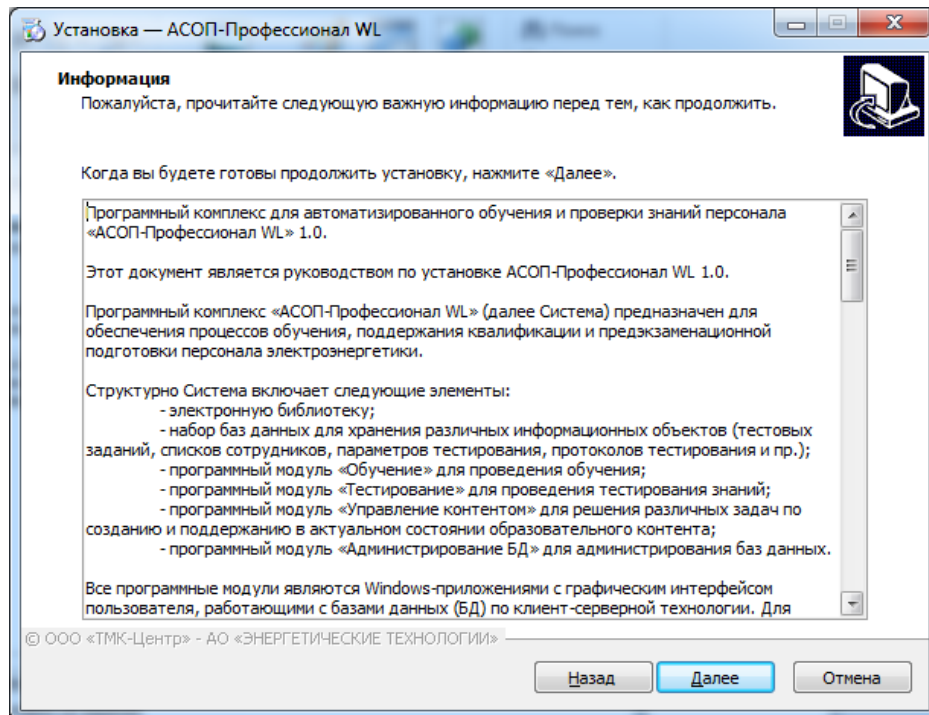 Установка — АСОП-Профессионал WL
Информация
Пожалуйста, прочитайте следующую важную информацию перед тем, как продолжить.
Когда вы будете готовы продолжить установку, нажмите «Далее».
Программный комплекс для автоматизированного обучения и проверки знаний персонала
«АСОП-Профессионал WL» 1.0.
Этот документ является руководством по установке АСОП-Профессионал WL 1.0.
Программный комплекс «АСОП-Профессионал WL» (далее Система) предназначен для
обеспечения процессов обучения, поддержания квалификации и предэкзаменационной
подготовки персонала электроэнергетики.
Структурно Система включает следующие элементы:
- электронную библиотеку;
- набор баз данных для хранения различных информационных объектов (тестовых
заданий, списков сотрудников, параметров тестирования, протоколов тестирования и пр.);
- программный модуль «Обучение» для проведения обучения;
- программный модуль «Тестирование» для проведения тестирования знаний;
- программный модуль «Управление контентом» для решения различных задач по
созданию и поддержанию в актуальном состоянии образовательного контента;
- программный модуль «Администрирование БД» для администрирования баз данных.
Все программные модули являются Windows-приложениями с графическим интерфейсом
пользователя, работающими с базами данных (БД) по клиент-серверной технологии. Для
© ООО «ТМК-Центр» - АО «ЭНЕРГЕТИЧЕСКИЕ ТЕХНОЛОГИИ»
Назад
Далее
Отмена